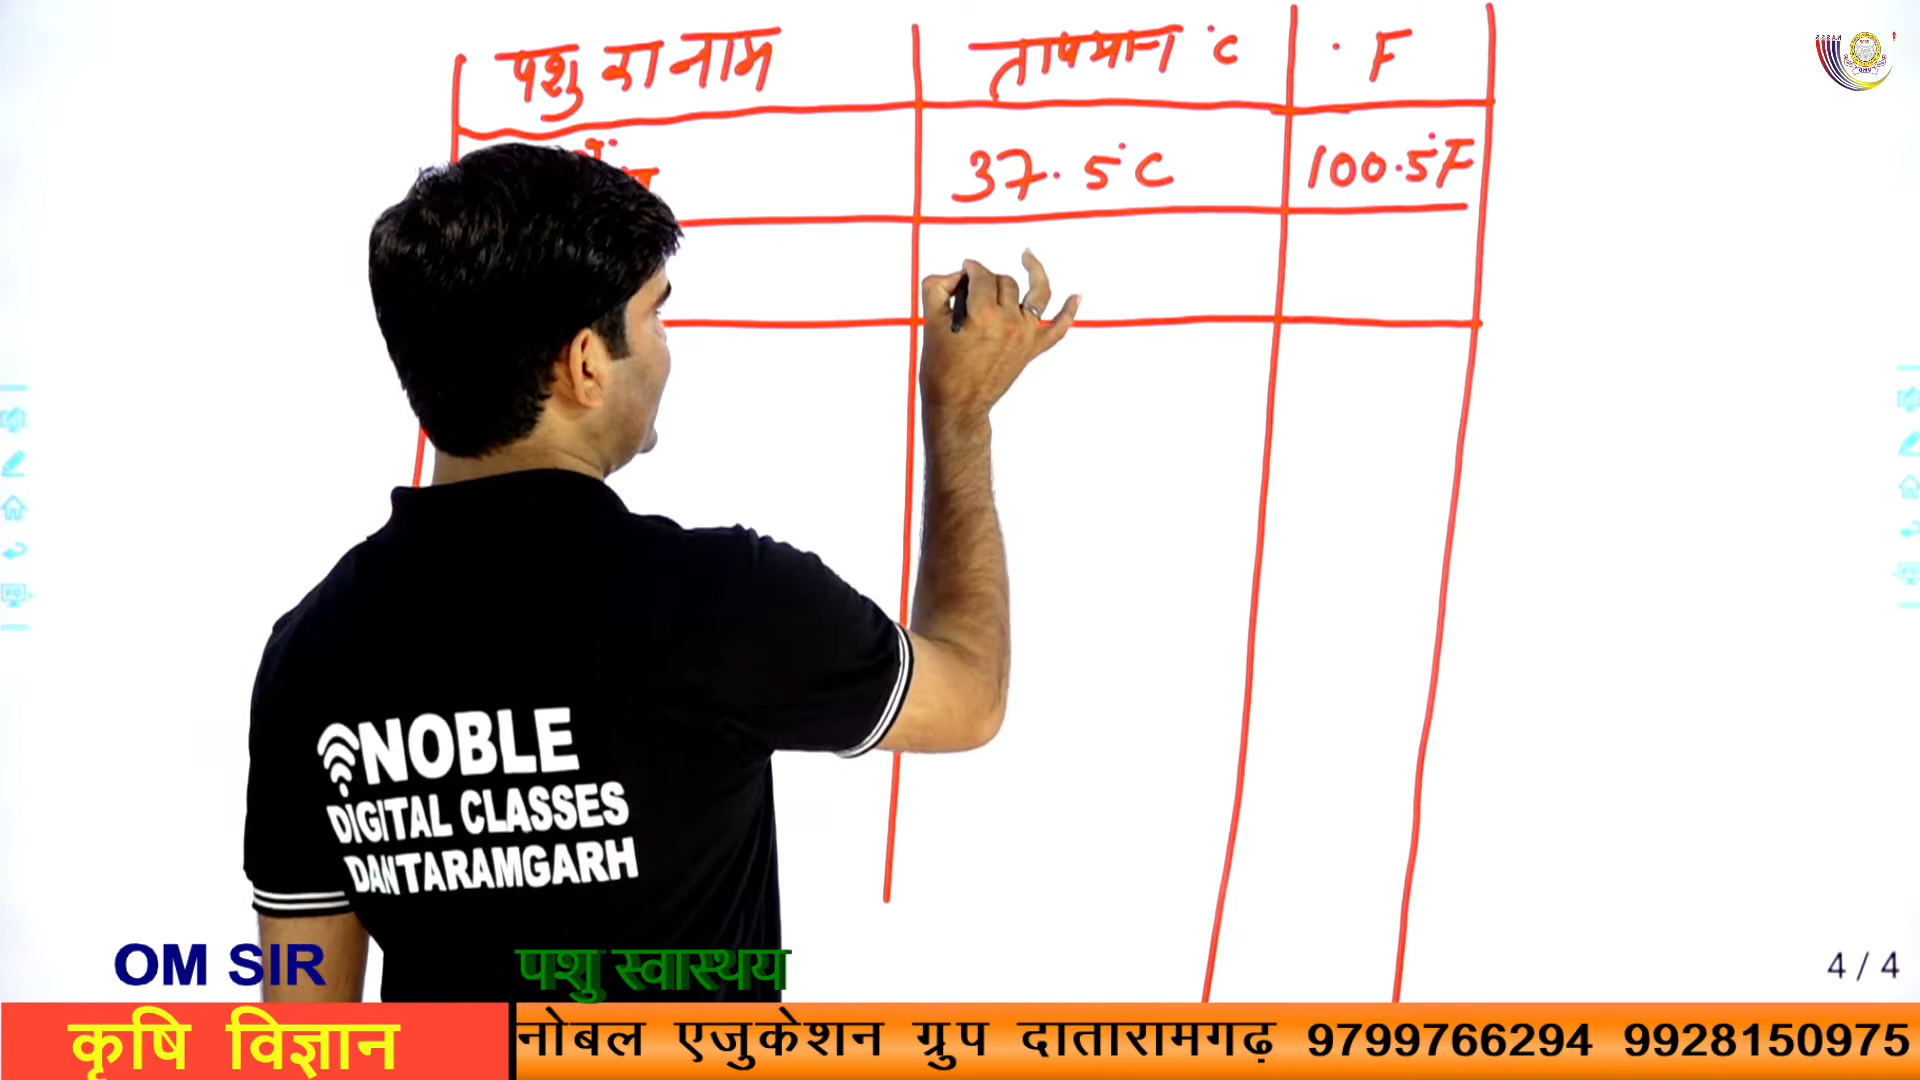 पशु का नाम तापमान °C ° F
37.5°C 100.5°F
NOBLE
DIGITAL CLASSES
DANTARAMGARH
OM SIR पशु स्वास्थय 4 / 4
कृषि विज्ञान नोबल एजुकेशन ग्रुप दातारामगढ़ 9799766294 9928150975